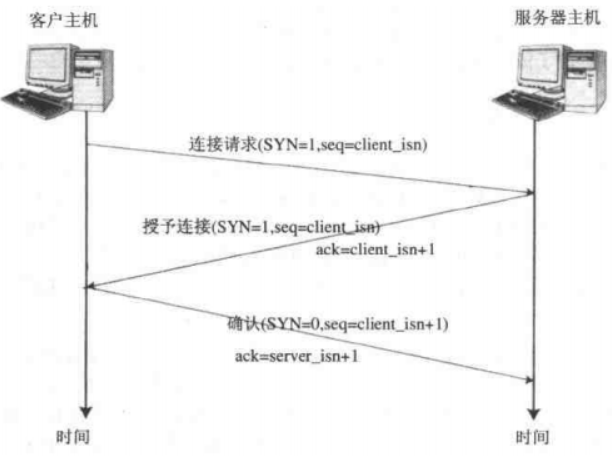 客户主机
服务器主机
连接请求(SYN=1,seq=client_isn)
授予连接(SYN=1,seq=client_isn)
ack=client_isn+1
确认(SYN=0,seq=client_isn+1)
ack=server_isn+1
时间
时间